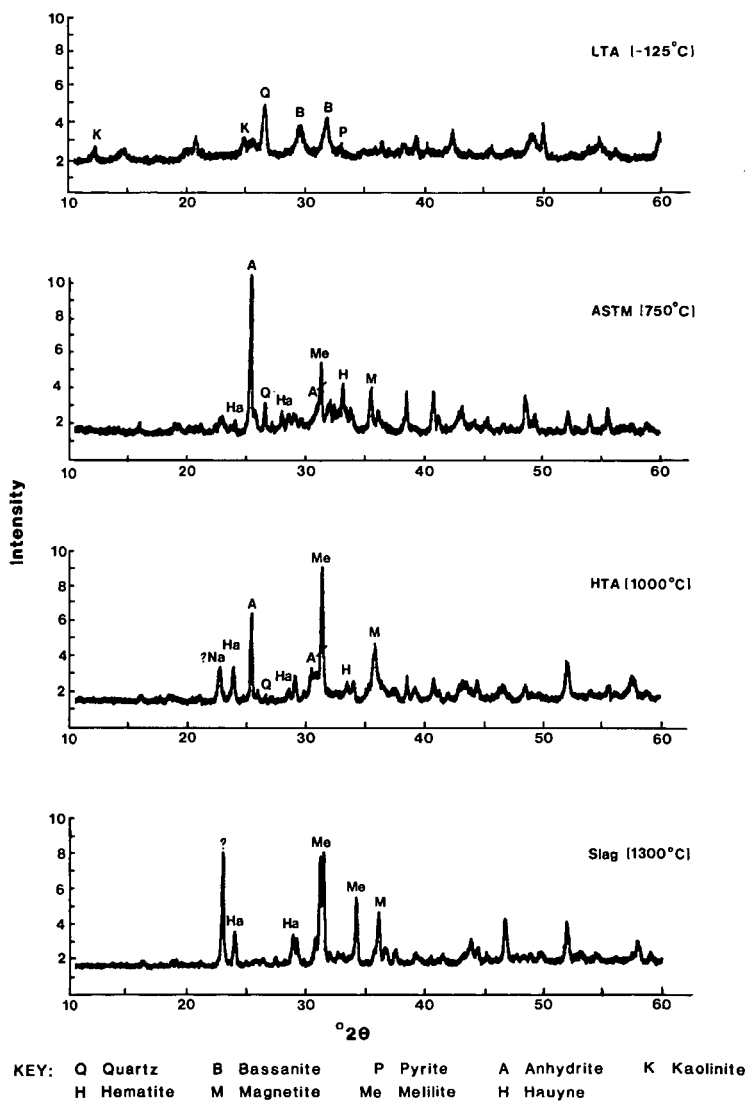 10
8
6
4
2
LTA (~125°C)
K K Q B B P
10 20 30 40 50 60
10
8
6
4
2
ASTM (750°C)
Ha A Q Ha A Me H M
10 20 30 40 50 60
Intensity
10
8
6
4
2
HTA (1000°C)
?Na Ha A Q Ha A Me H M
10 20 30 40 50 60
10
8
6
4
2
Slag (1300°C)
? Ha Ha Me Me M
10 20 30 40 50 60
°2θ
KEY: Q Quartz B Bassanite P Pyrite A Anhydrite K Kaolinite
H Hematite M Magnetite Me Melilite H Hauyne